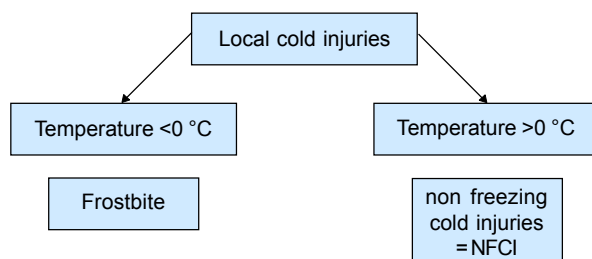 Local cold injuries
Temperature <0 °C
Temperature >0 °C
Frostbite
non freezing
cold injuries
=NFCI